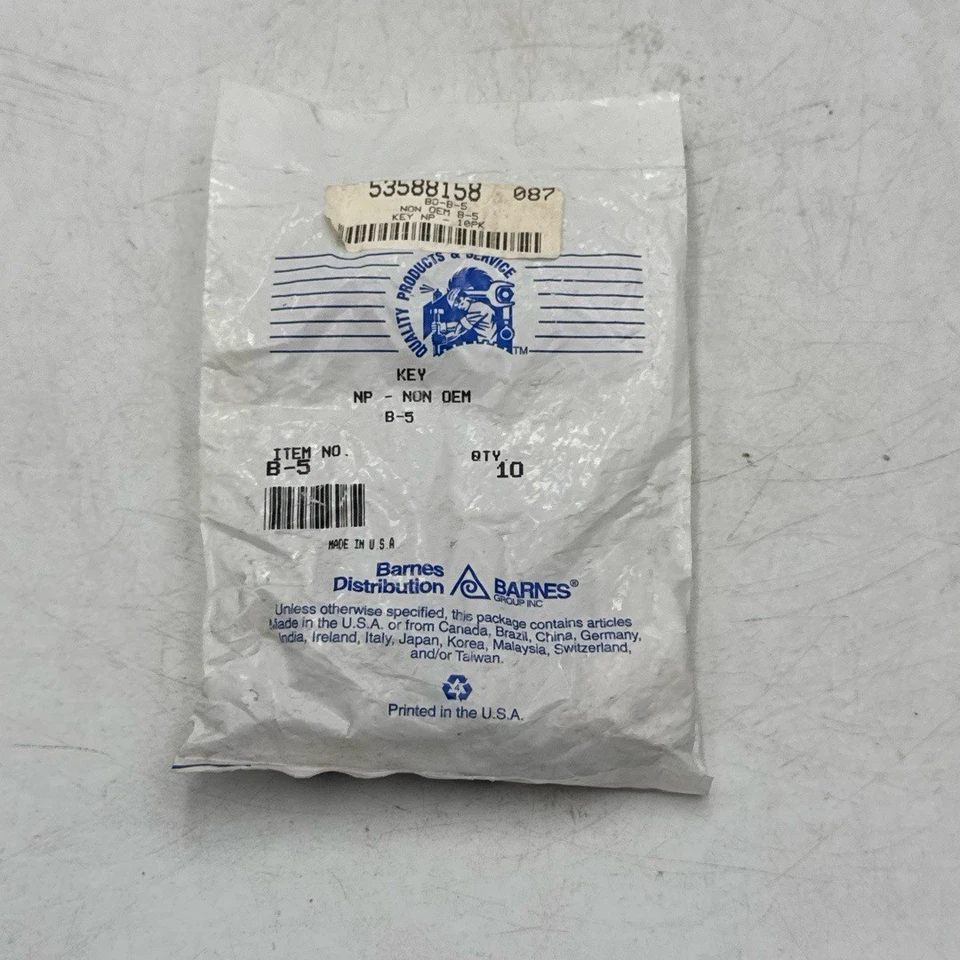 53588158 087
BD-B-5
NON OEM B-5
KEY NP - 10PK
QUALITY PRODUCTS & SERVICE
TM
KEY
NP - NON OEM
B-5
ITEM NO. QTY.
B-5 10
MADE IN U.S.A
Barnes
Distribution BARNES®
GROUP INC
Unless otherwise specified, this package contains articles
Made in the U.S.A. or from Canada, Brazil, China, Germany,
India, Ireland, Italy, Japan, Korea, Malaysia, Switzerland,
and/or Taiwan.
4
Printed in the U.S.A.